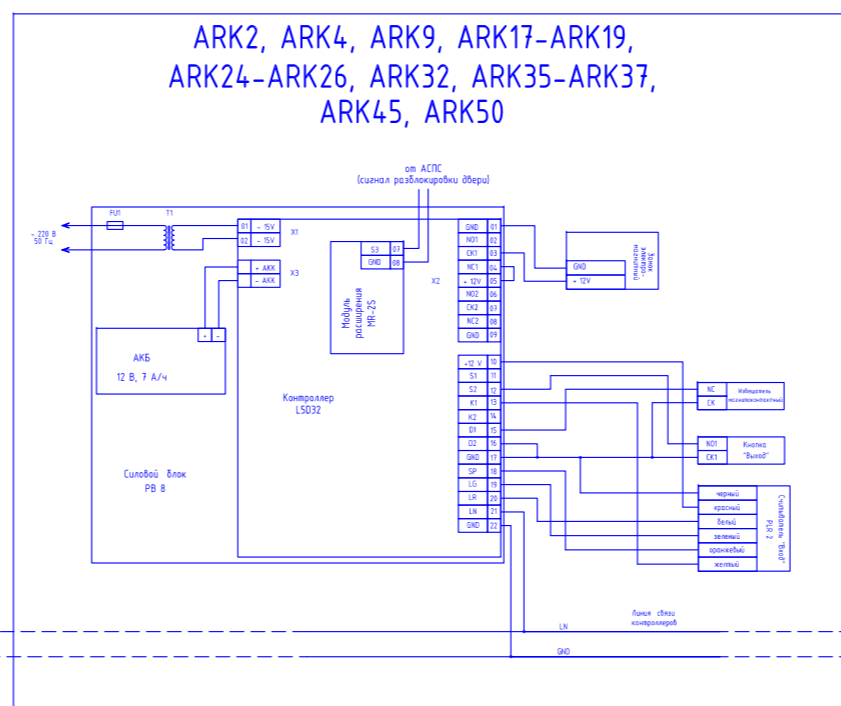 ARK2, ARK4, ARK9, ARK17-ARK19,
ARK24-ARK26, ARK32, ARK35-ARK37,
ARK45, ARK50
от АСПС
(сигнал разблокировки двери)
~ 220 В
50 Гц
FU1
T1
01 ~ 15V
02 ~ 15V
X1
+ АКК
- АКК
X3
S3 07
GND 08
Модуль
расширения
MR-2S
X2
GND 01
NO1 02
CK1 03
NC1 04
+ 12V 05
NO2 06
CK2 07
NC2 08
GND 09
Замок
электро-
магнитный
GND
+ 12V
+ -
АКБ
12 В, 7 А/ч
Контроллер
L5D32
Силовой блок
PB 8
+12 V 10
S1 11
S2 12
K1 13
K2 14
D1 15
D2 16
GND 17
SP 18
LG 19
LR 20
LN 21
GND 22
NC
CK
Извещатель
магнитоконтактный
NO1
CK1
Кнопка
"Выход"
черный
красный
белый
зеленый
оранжевый
желтый
Считыватель "Вход"
PLR 2
Линия связи
контроллеров
LN
GND